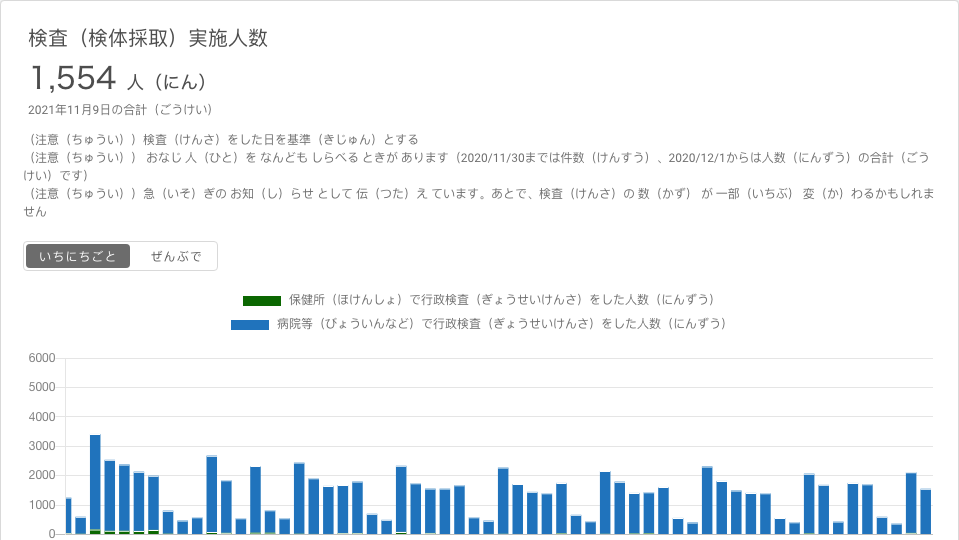 検査（検体採取）実施人数
1,554 人（にん）
2021年11月9日の合計（ごうけい）
（注意（ちゅうい））検査（けんさ）をした日を基準（きじゅん）とする
（注意（ちゅうい）） おなじ 人（ひと）を なんども しらべる ときが あります（2020/11/30までは件数（けんすう）、2020/12/1からは人数（にんずう）の合計（ごう
けい）です）
（注意（ちゅうい））急（いそ）ぎの お知（し）らせ として 伝（つた）え ています。あとで、検査（けんさ）の 数（かず） が 一部（いちぶ） 変（か）わるかもしれま
せん
いちにちごと ぜんぶで
保健所（ほけんしょ）で行政検査（ぎょうせいけんさ）をした人数（にんずう）
病院等（びょういんなど）で行政検査（ぎょうせいけんさ）をした人数（にんずう）
6000
5000
4000
3000
2000
1000
0